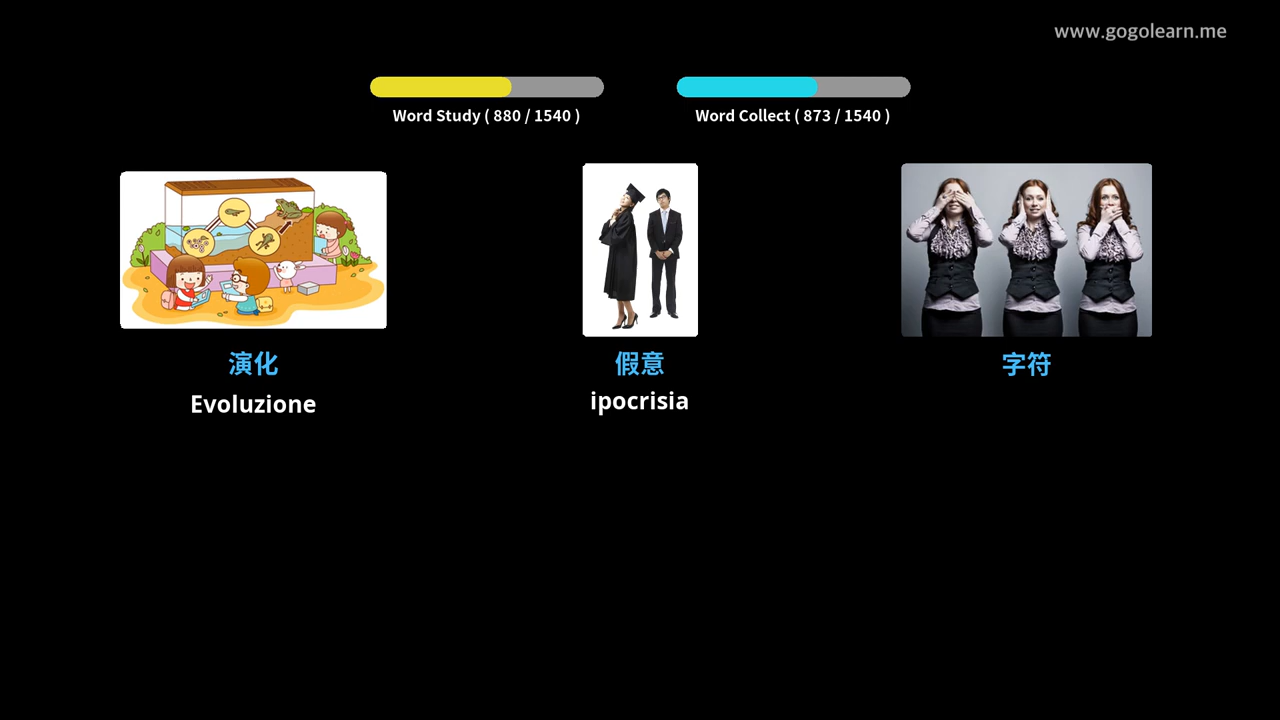 www.gogolearn.me
Word Study ( 880 / 1540 )
Word Collect ( 873 / 1540 )
演化
假意
字符
Evoluzione
ipocrisia